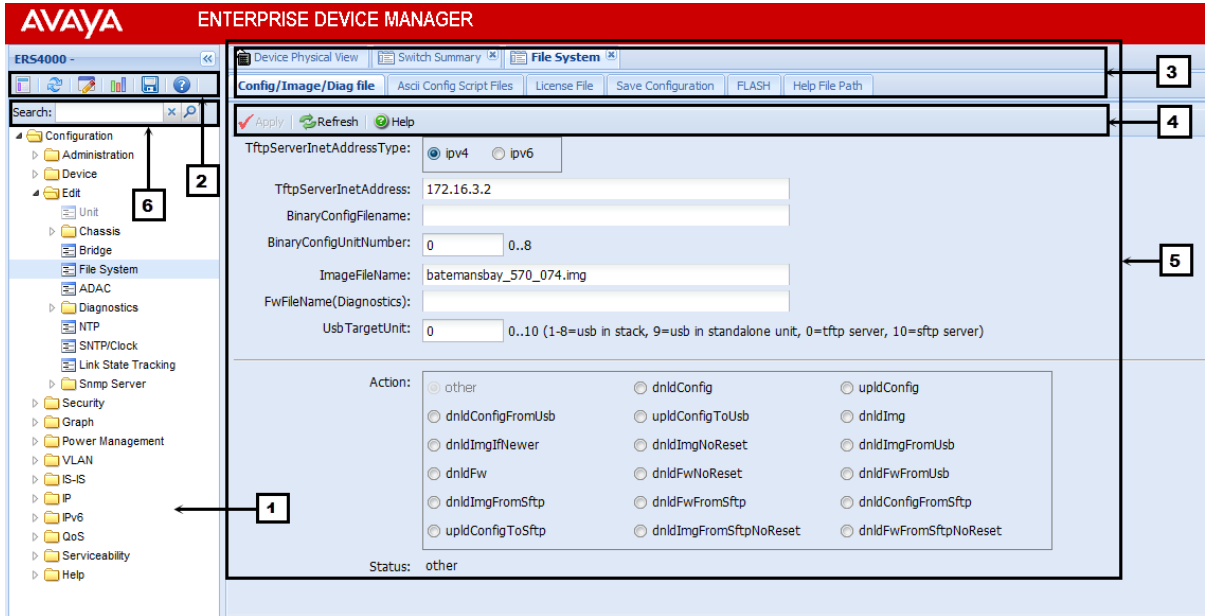 AVAYA ENTERPRISE DEVICE MANAGER
ERS4000 -
Search:
Configuration
Administration
Device
Edit
Unit
Chassis
Bridge
File System
ADAC
Diagnostics
NTP
SNTP/Clock
Link State Tracking
Snmp Server
Security
Graph
Power Management
VLAN
IS-IS
IP
IPv6
QoS
Serviceability
Help
2
6
1
Device Physical View Switch Summary File System
Config/Image/Diag file Ascii Config Script Files License File Save Configuration FLASH Help File Path
3
Apply Refresh Help
4
TftpServerInetAddressType: ipv4 ipv6
TftpServerInetAddress: 172.16.3.2
BinaryConfigFilename:
BinaryConfigUnitNumber: 0 0..8
5
ImageFileName: batemansbay_570_074.img
FwFileName(Diagnostics):
UsbTargetUnit: 0 0..10 (1-8=usb in stack, 9=usb in standalone unit, 0=tftp server, 10=sftp server)
Action: other dnldConfig upldConfig
dnldConfigFromUsb upldConfigToUsb dnldImg
dnldImgIfNewer dnldImgNoReset dnldImgFromUsb
dnldFw dnldFwNoReset dnldFwFromUsb
dnldImgFromSftp dnldFwFromSftp dnldConfigFromSftp
upldConfigToSftp dnldImgFromSftpNoReset dnldFwFromSftpNoReset
Status: other